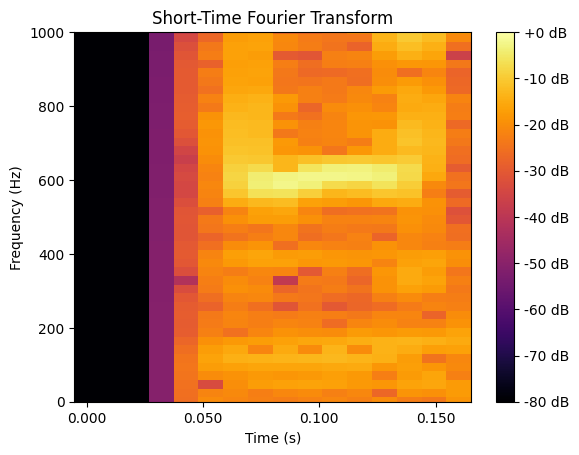 Short-Time Fourier Transform
1000
800
600
400
200
0
Frequency (Hz)
0.000
0.050
0.100
0.150
Time (s)
+0 dB
-10 dB
-20 dB
-30 dB
-40 dB
-50 dB
-60 dB
-70 dB
-80 dB